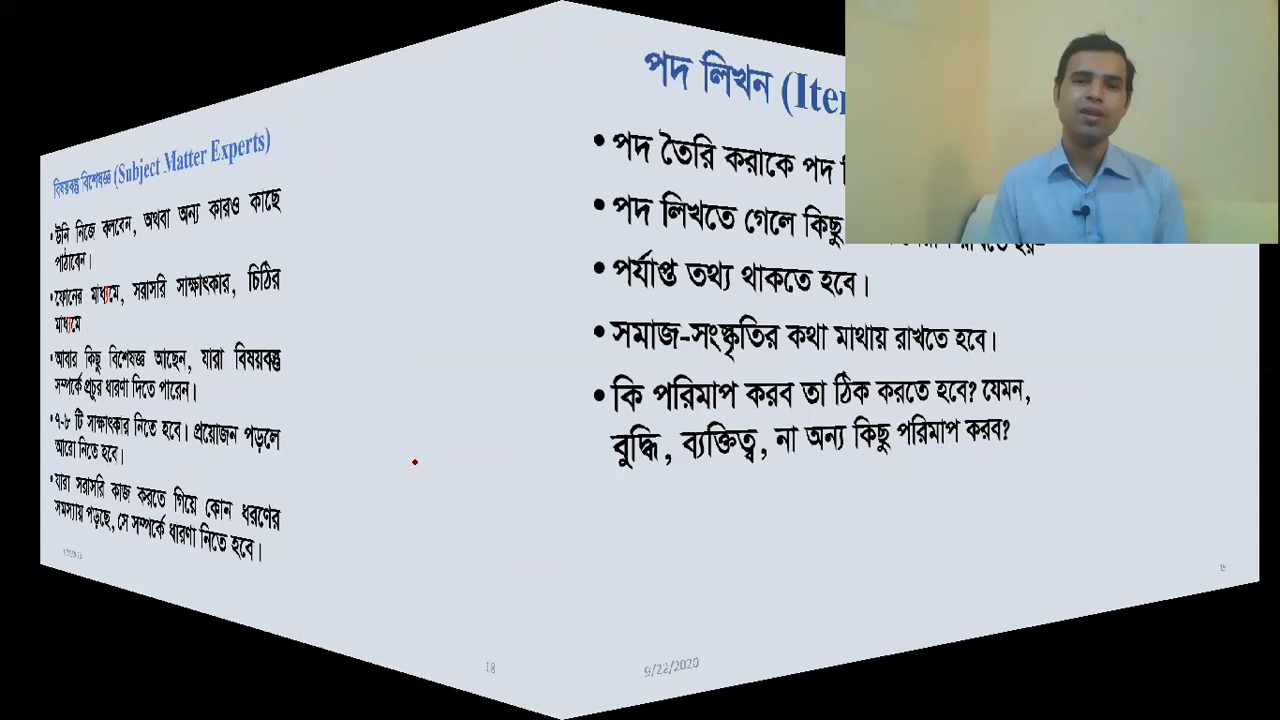 বিষয়বস্তু বিশেষজ্ঞ (Subject Matter Experts)
•উনি নিজে বলবেন, অথবা অন্য কারও কাছে
পাঠাবেন।
•ফোনের মাধ্যমে, সরাসরি সাক্ষাৎকার, চিঠির
মাধ্যমে
•আবার কিছু বিশেষজ্ঞ আছেন, যারা বিষয়বস্তু
সম্পর্কে প্রচুর ধারণা দিতে পারেন।
•৭-৮ টি সাক্ষাৎকার নিতে হবে। প্রয়োজন পড়লে
আরো নিতে হবে।
•যারা সরাসরি কাজ করতে গিয়ে কোন ধরণের
সমস্যায় পড়ছে, সে সম্পর্কে ধারণা নিতে হবে।
18
পদ লিখন (Ite
• পদ তৈরি করাকে পদ
• পদ লিখতে গেলে কিছু
• পর্যাপ্ত তথ্য থাকতে হবে।
• সমাজ-সংস্কৃতির কথা মাথায় রাখতে হবে।
• কি পরিমাপ করব তা ঠিক করতে হবে? যেমন,
বুদ্ধি, ব্যক্তিত্ব, না অন্য কিছু পরিমাপ করব?
9/22/2020
19